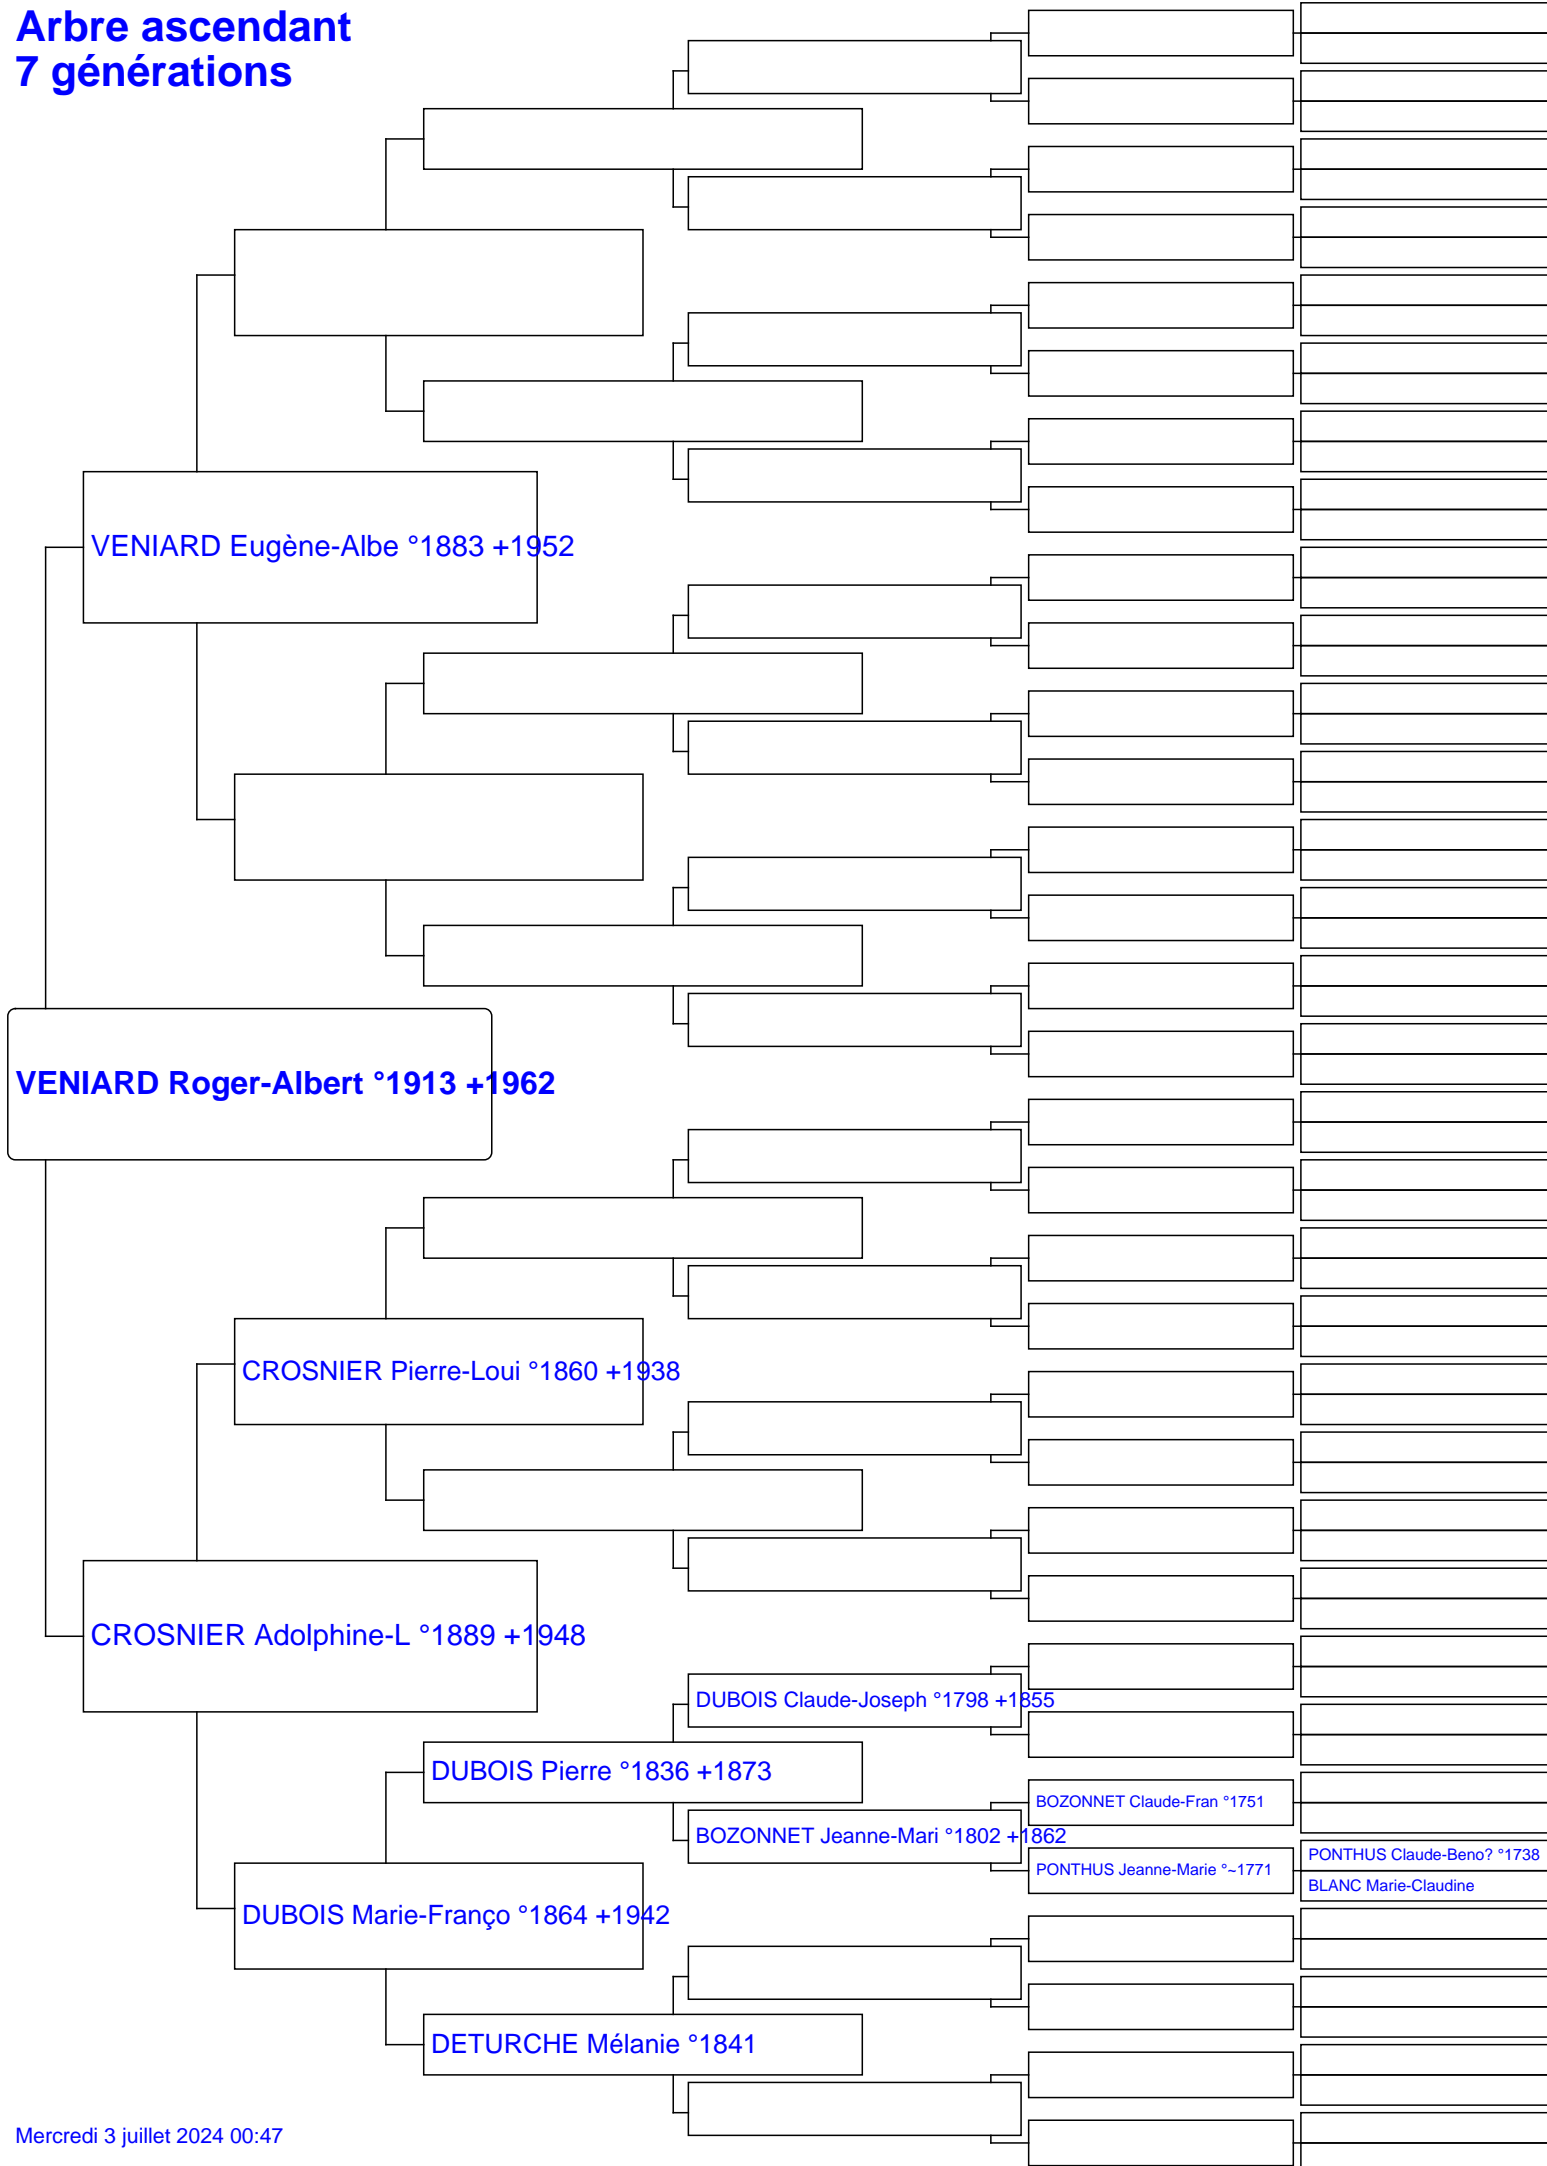 Arbre ascendant
7 générations
VENIARD Eugène-Albe °1883 +1952
VENIARD Roger-Albert °1913 +1962
CROSNIER Pierre-Loui °1860 +1938
CROSNIER Adolphine-L °1889 +1948
DUBOIS Claude-Joseph °1798 +1855
DUBOIS Pierre °1836 +1873
BOZONNET Claude-Fran °1751
BOZONNET Jeanne-Mari °1802 +1862
PONTHUS Claude-Beno? °1738
PONTHUS Jeanne-Marie °~1771
BLANC Marie-Claudine
DUBOIS Marie-Franço °1864 +1942
DETURCHE Mélanie °1841
Mercredi 3 juillet 2024 00:47